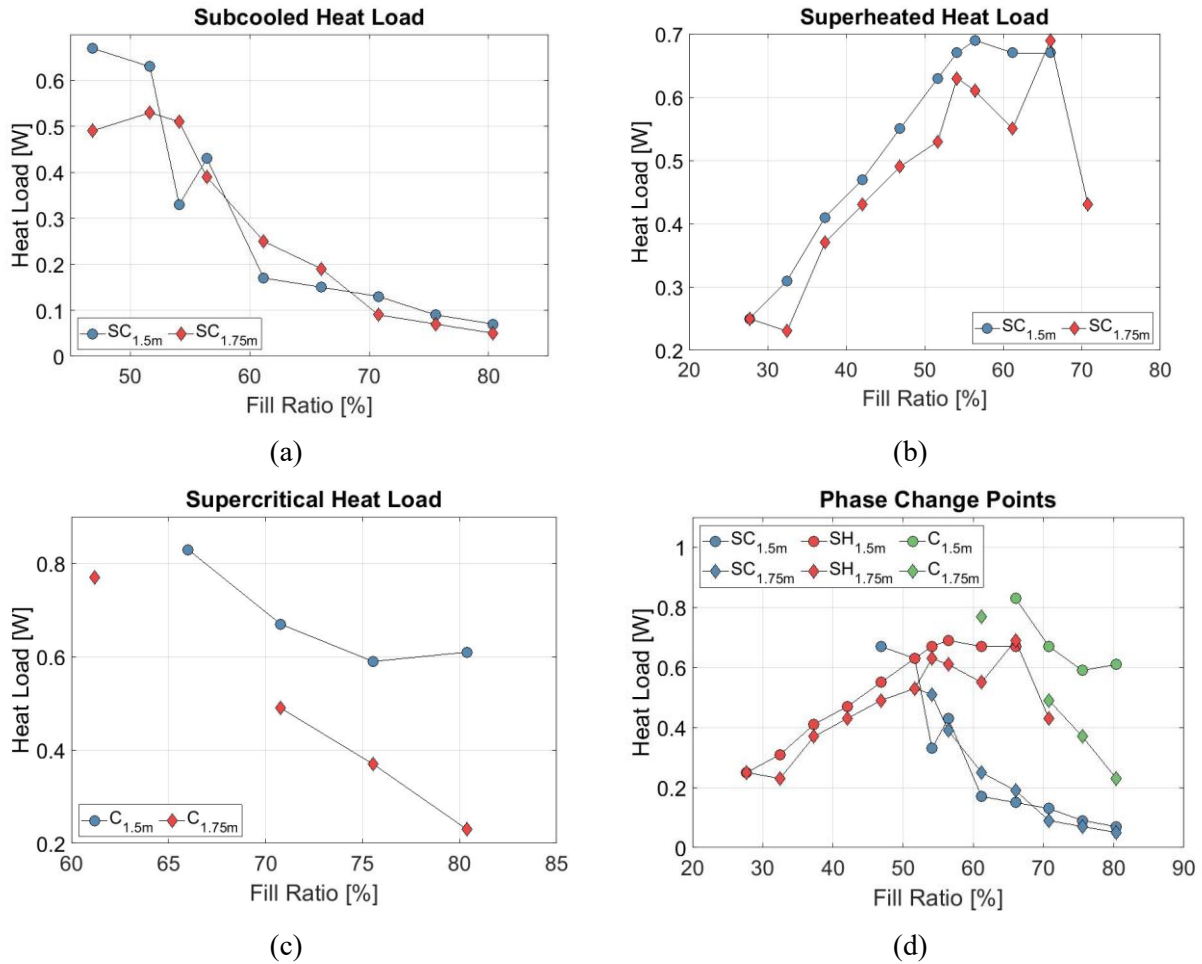 Subcooled Heat Load
0.6
0.5
0.4
0.3
0.2
0.1
0
Heat Load [W]
SC1.5m SC1.75m
50 60 70 80
Fill Ratio [%]
(a)
Superheated Heat Load
0.7
0.6
0.5
0.4
0.3
0.2
Heat Load [W]
SC1.5m SC1.75m
20 30 40 50 60 70 80
Fill Ratio [%]
(b)
Supercritical Heat Load
0.8
0.6
0.4
0.2
Heat Load [W]
C1.5m C1.75m
60 65 70 75 80 85
Fill Ratio [%]
(c)
Phase Change Points
SC1.5m SH1.5m C1.5m
SC1.75m SH1.75m C1.75m
1
0.8
0.6
0.4
0.2
0
Heat Load [W]
20 30 40 50 60 70 80 90
Fill Ratio [%]
(d)